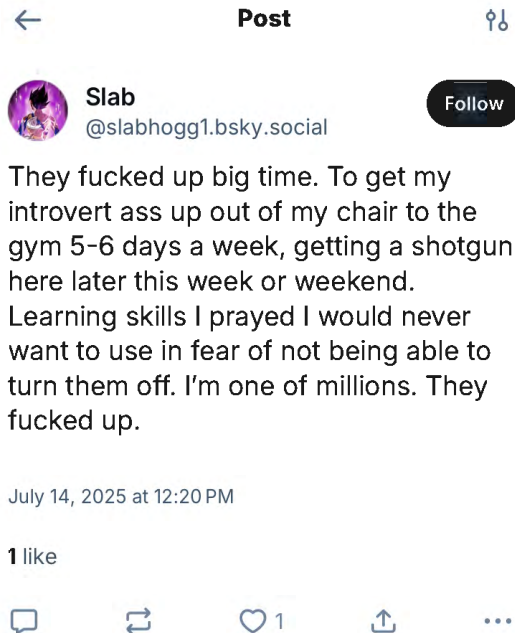 Post
Slab
@slabhogg1.bsky.social
Follow
They fucked up big time. To get my
introvert ass up out of my chair to the
gym 5-6 days a week, getting a shotgun
here later this week or weekend.
Learning skills I prayed I would never
want to use in fear of not being able to
turn them off. I'm one of millions. They
fucked up.
July 14, 2025 at 12:20 PM
1 like
1